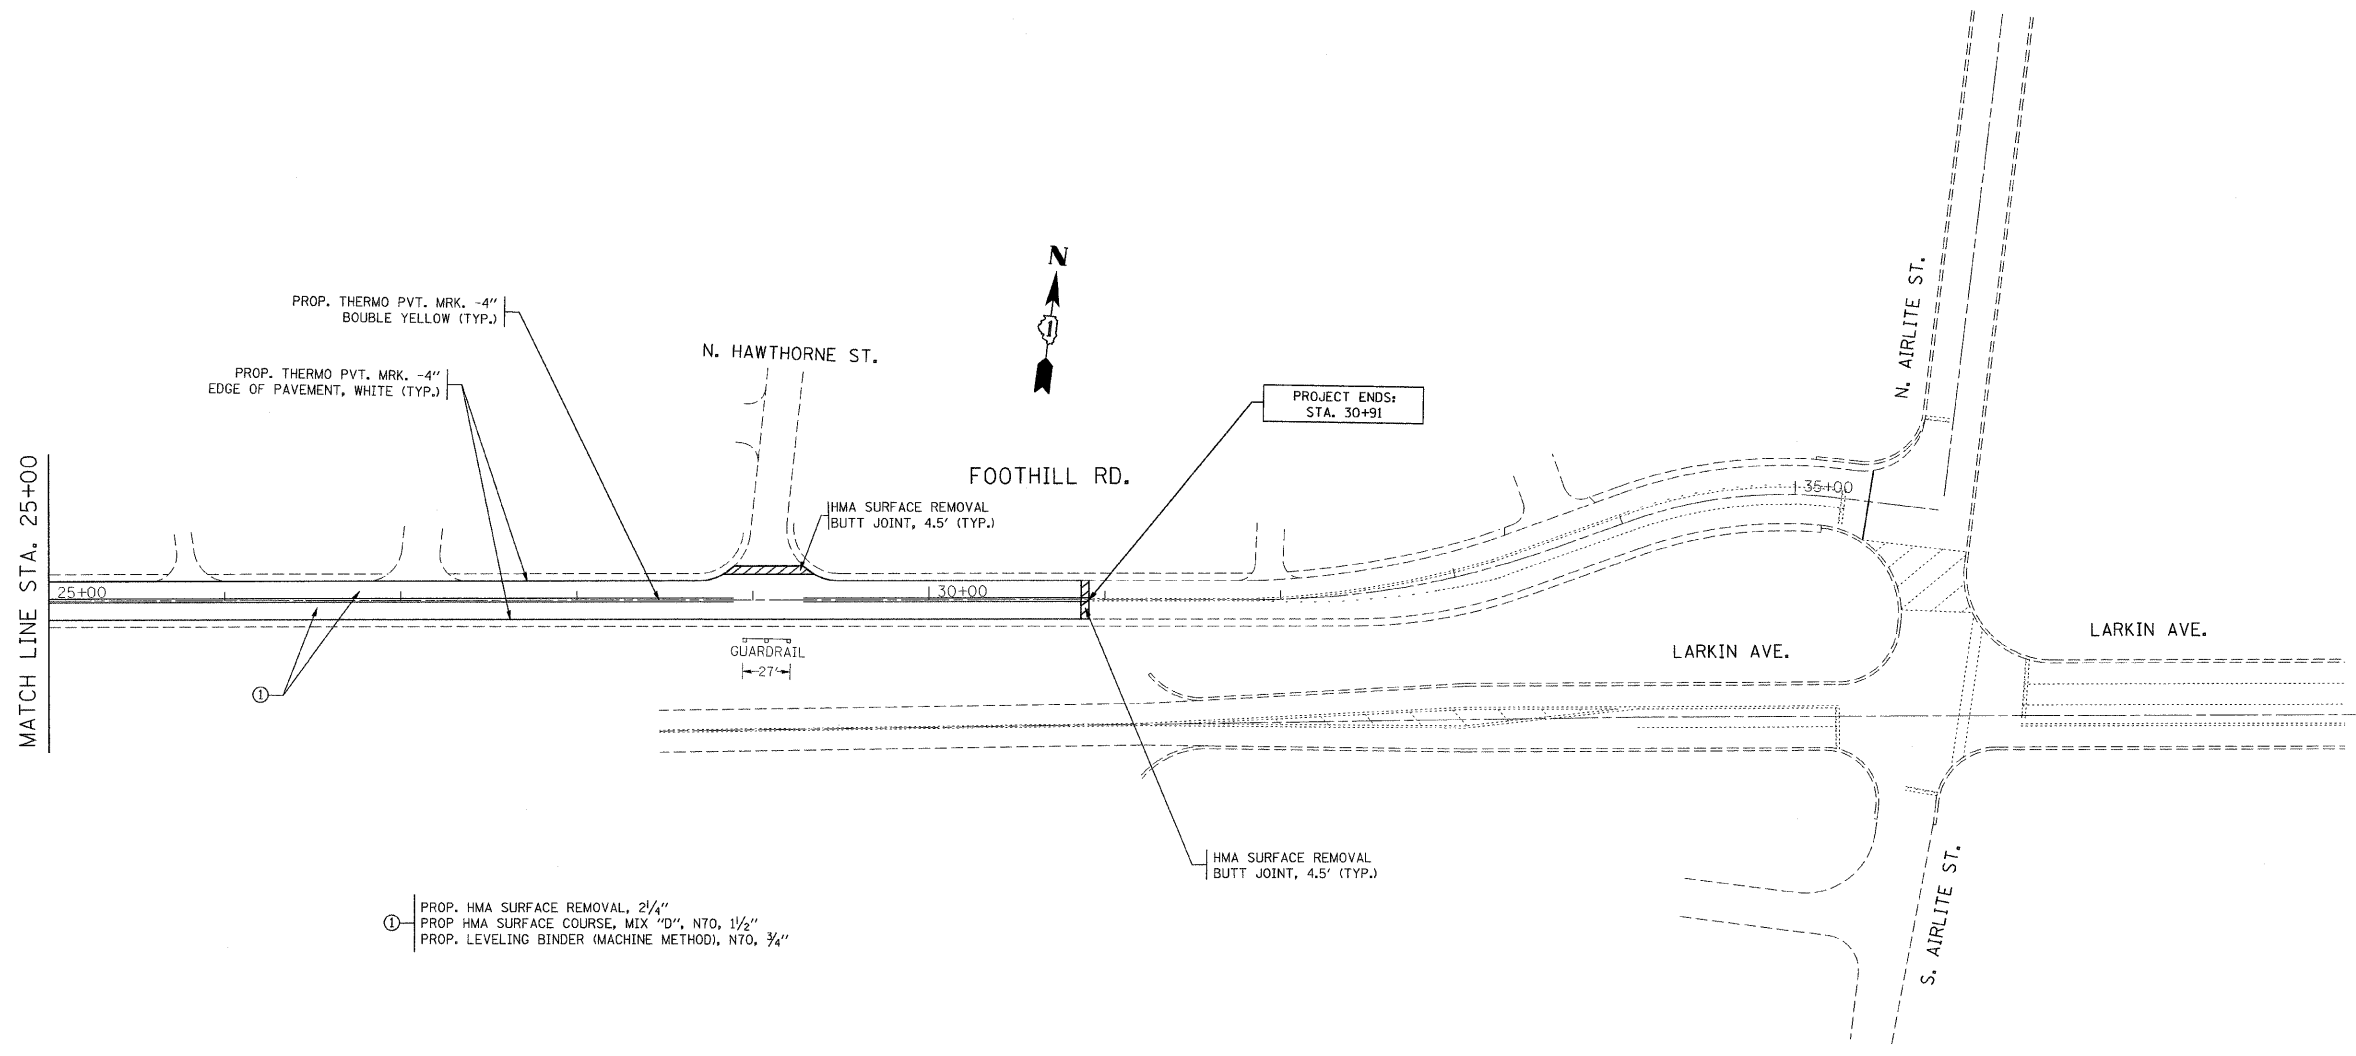 N
1
PROP. THERMO PVT. MRK. -4"
BOUBLE YELLOW (TYP.)
N. HAWTHORNE ST.
PROP. THERMO PVT. MRK. -4"
EDGE OF PAVEMENT, WHITE (TYP.)
PROJECT ENDS:
STA. 30+91
N. AIRLITE ST.
FOOTHILL RD.
35+00
HMA SURFACE REMOVAL
BUTT JOINT, 4.5' (TYP.)
MATCH LINE STA. 25+00
25+00
30+00
GUARDRAIL
27'
LARKIN AVE.
LARKIN AVE.
1
HMA SURFACE REMOVAL
BUTT JOINT, 4.5' (TYP.)
S. AIRLITE ST.
1
PROP. HMA SURFACE REMOVAL, 2 1/4"
PROP HMA SURFACE COURSE, MIX "D", N70, 1 1/2"
PROP. LEVELING BINDER (MACHINE METHOD), N70, 3/4"